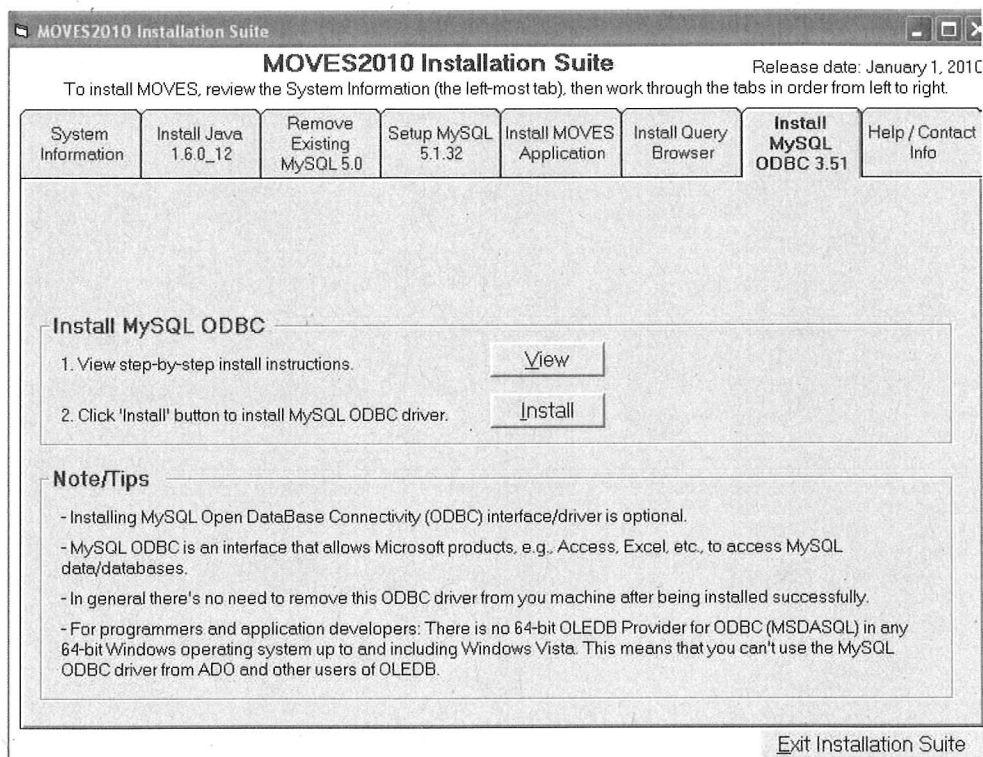 MOVES2010 Installation Suite
MOVES2010 Installation Suite
Release date: January 1, 2010
To install MOVES, review the System Information (the left-most tab), then work through the tabs in order from left to right.
System
Information
Install Java
1.6.0_12
Remove
Existing
MySQL 5.0
Setup MySQL
5.1.32
Install MOVES
Application
Install Query
Browser
Install
MySQL
ODBC 3.51
Help / Contact
Info
Install MySQL ODBC
1. View step-by-step install instructions.
View
2. Click 'Install' button to install MySQL ODBC driver.
Install
Note/Tips
- Installing MySQL Open DataBase Connectivity (ODBC) interface/driver is optional.
- MySQL ODBC is an interface that allows Microsoft products, e.g., Access, Excel, etc., to access MySQL
data/databases.
- In general there's no need to remove this ODBC driver from you machine after being installed successfully.
- For programmers and application developers: There is no 64-bit OLEDB Provider for ODBC (MSDASQL) in any
64-bit Windows operating system up to and including Windows Vista. This means that you can't use the MySQL
ODBC driver from ADO and other users of OLEDB.
Exit Installation Suite